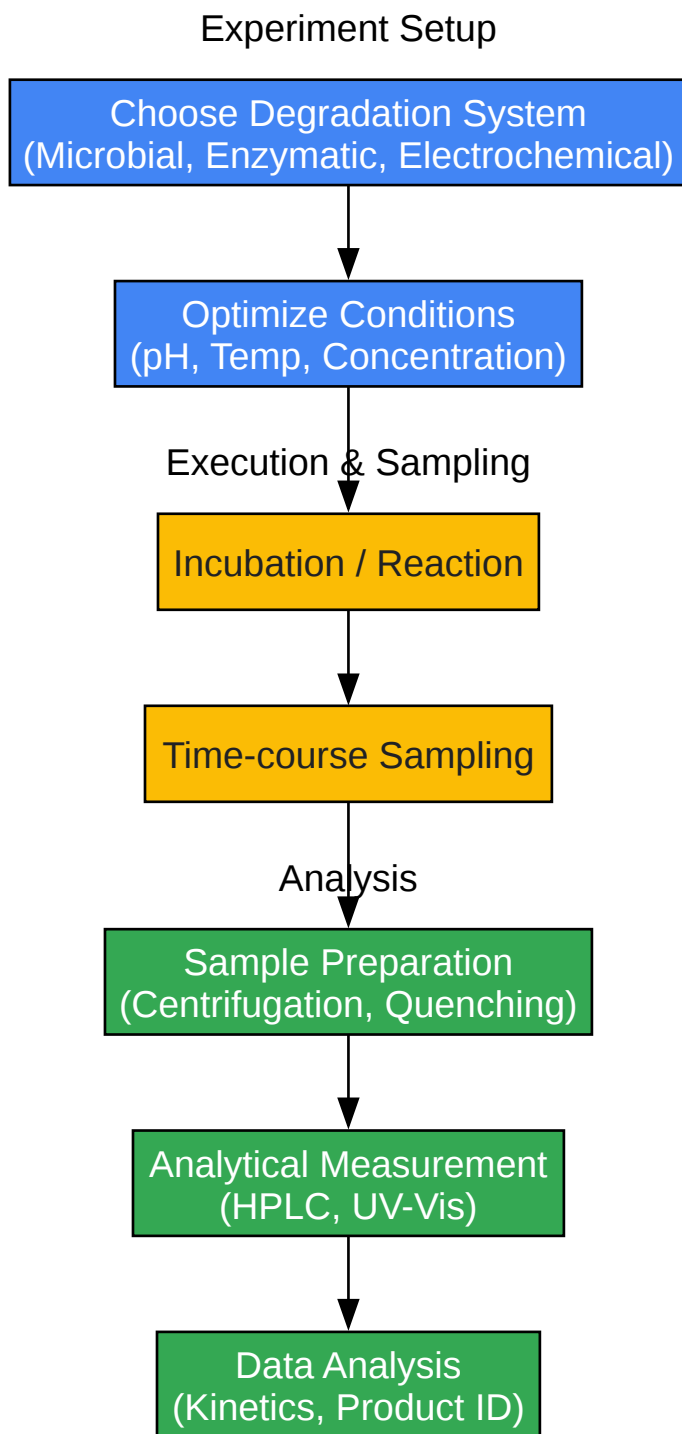 Experiment Setup
Choose Degradation System
(Microbial, Enzymatic, Electrochemical)
Optimize Conditions
(pH, Temp, Concentration)
Execution & Sampling
Incubation / Reaction
Time-course Sampling
Analysis
Sample Preparation
(Centrifugation, Quenching)
Analytical Measurement
(HPLC, UV-Vis)
Data Analysis
(Kinetics, Product ID)